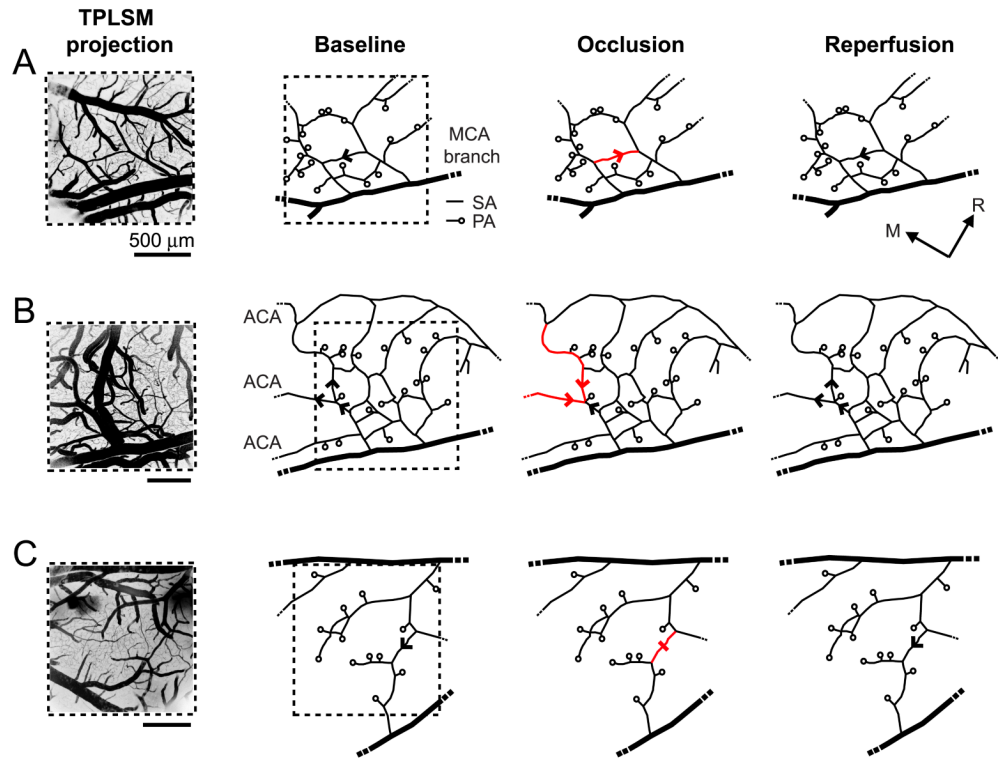 TPLSM
projection
Baseline
Occlusion
Reperfusion
A
MCA
branch
SA
PA
500 μm
M
R
B
ACA
ACA
ACA
C